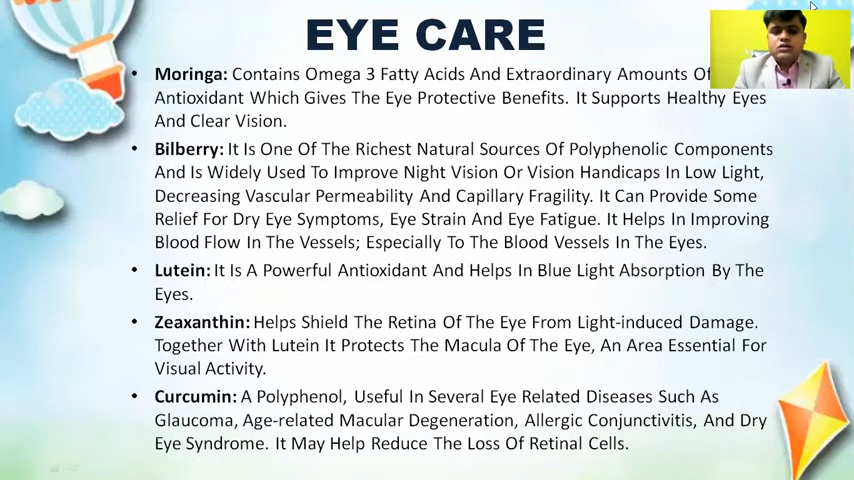 EYE CARE
• Moringa: Contains Omega 3 Fatty Acids And Extraordinary Amounts Of
Antioxidant Which Gives The Eye Protective Benefits. It Supports Healthy Eyes
And Clear Vision.
• Bilberry: It Is One Of The Richest Natural Sources Of Polyphenolic Components
And Is Widely Used To Improve Night Vision Or Vision Handicaps In Low Light,
Decreasing Vascular Permeability And Capillary Fragility. It Can Provide Some
Relief For Dry Eye Symptoms, Eye Strain And Eye Fatigue. It Helps In Improving
Blood Flow In The Vessels; Especially To The Blood Vessels In The Eyes.
• Lutein: It Is A Powerful Antioxidant And Helps In Blue Light Absorption By The
Eyes.
• Zeaxanthin: Helps Shield The Retina Of The Eye From Light-induced Damage.
Together With Lutein It Protects The Macula Of The Eye, An Area Essential For
Visual Activity.
• Curcumin: A Polyphenol, Useful In Several Eye Related Diseases Such As
Glaucoma, Age-related Macular Degeneration, Allergic Conjunctivitis, And Dry
Eye Syndrome. It May Help Reduce The Loss Of Retinal Cells.